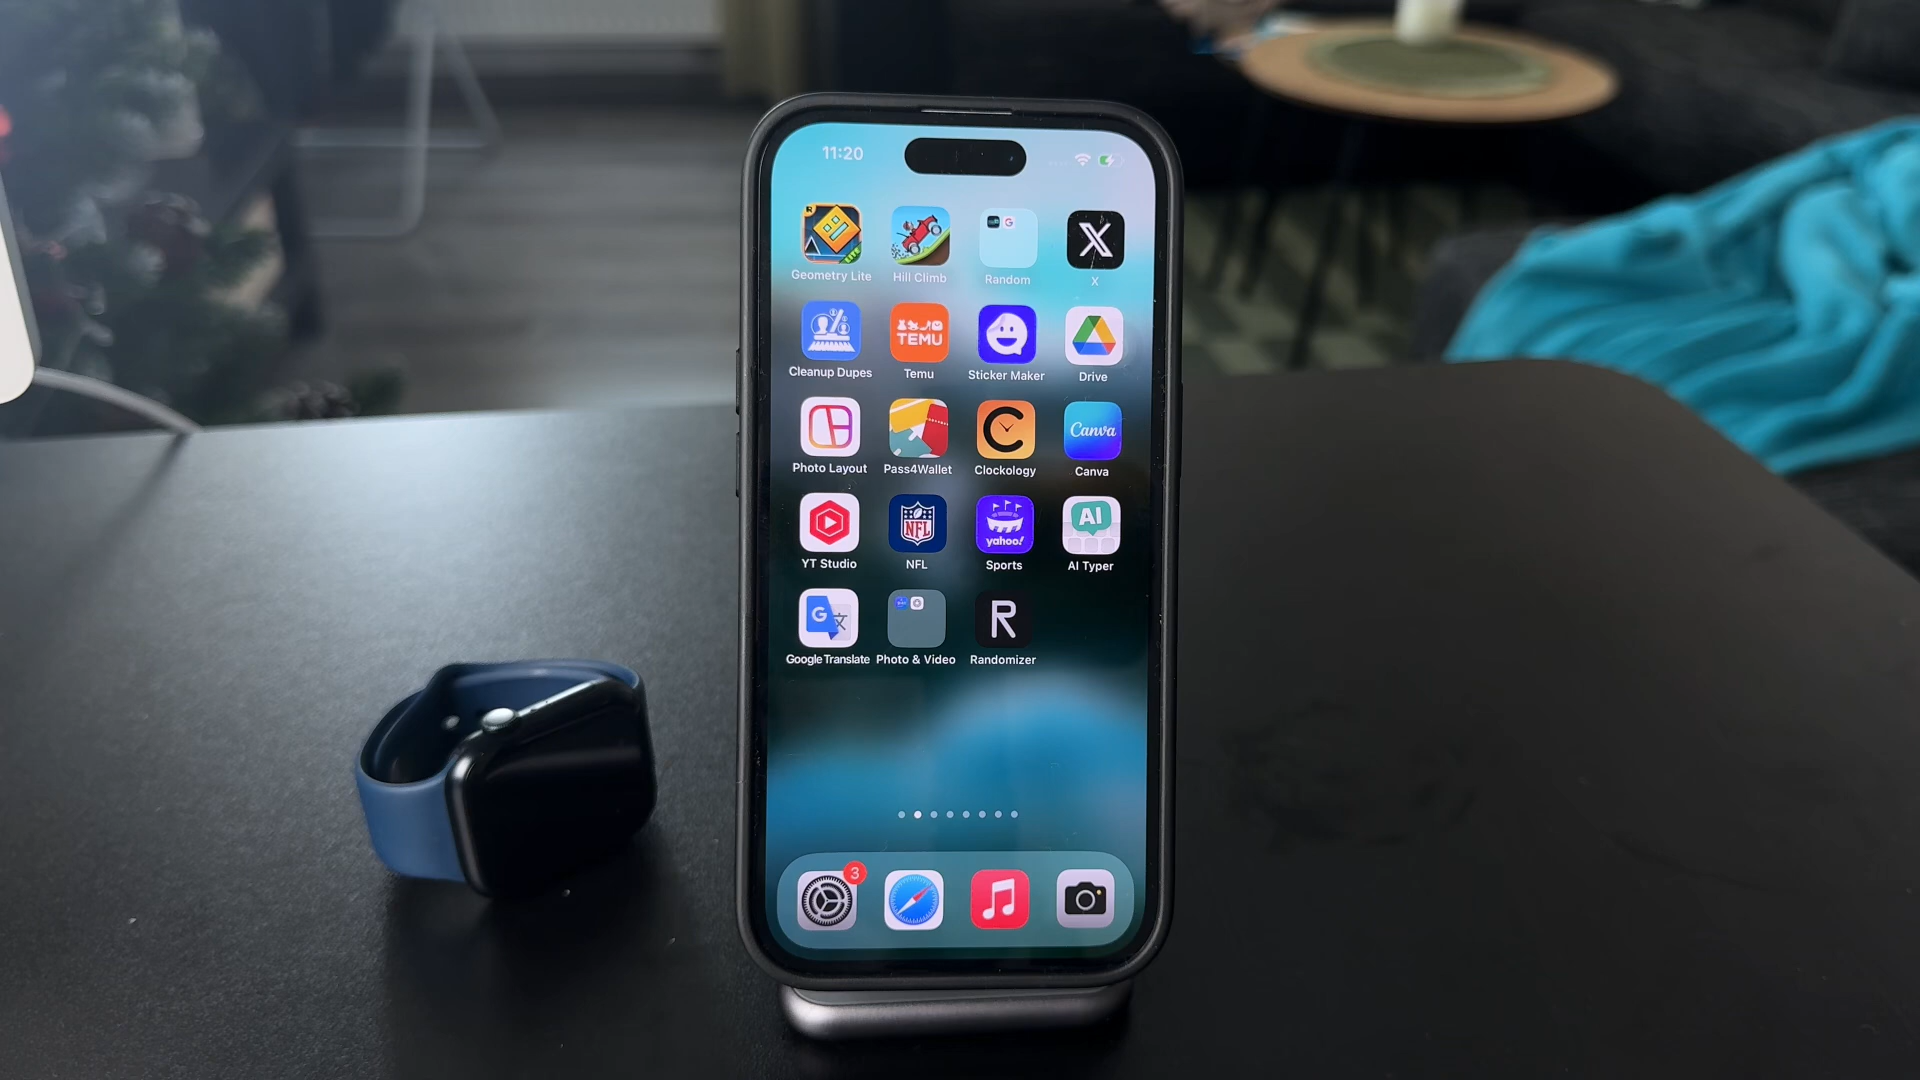 11:20
Geometry Lite
Hill Climb
Random
X
TEMU
Cleanup Dupes
Temu
Sticker Maker
Drive
Canva
Photo Layout
Pass4Wallet
Clockology
Canva
NFL
yahoo!
AI
YT Studio
NFL
Sports
AI Typer
G
R
Google Translate
Photo & Video
Randomizer
3